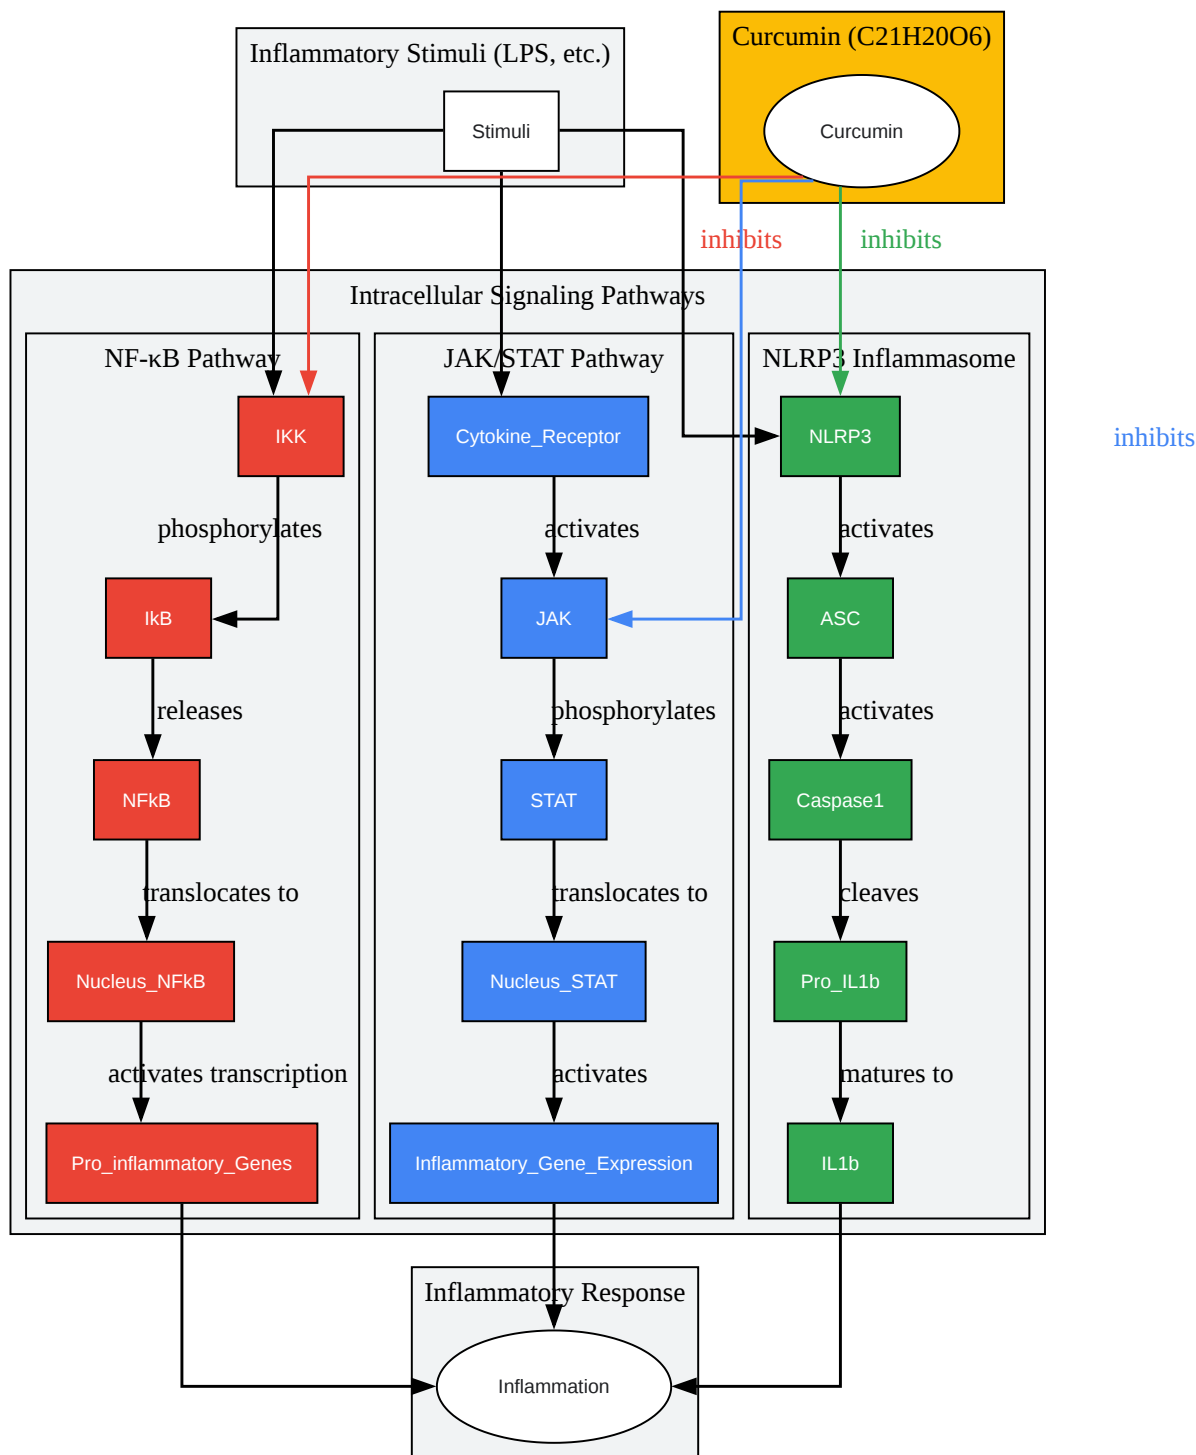 Inflammatory Stimuli (LPS, etc.)
Curcumin (C21H20O6)
Stimuli
Curcumin
inhibits
inhibits
Intracellular Signaling Pathways
NF-κB Pathway
JAK/STAT Pathway
NLRP3 Inflammasome
IKK
Cytokine_Receptor
NLRP3
inhibits
phosphorylates
activates
activates
IkB
JAK
ASC
releases
phosphorylates
activates
NFkB
STAT
Caspase1
translocates to
translocates to
cleaves
Nucleus_NFkB
Nucleus_STAT
Pro_IL1b
activates transcription
activates
matures to
Pro_inflammatory_Genes
Inflammatory_Gene_Expression
IL1b
Inflammatory Response
Inflammation